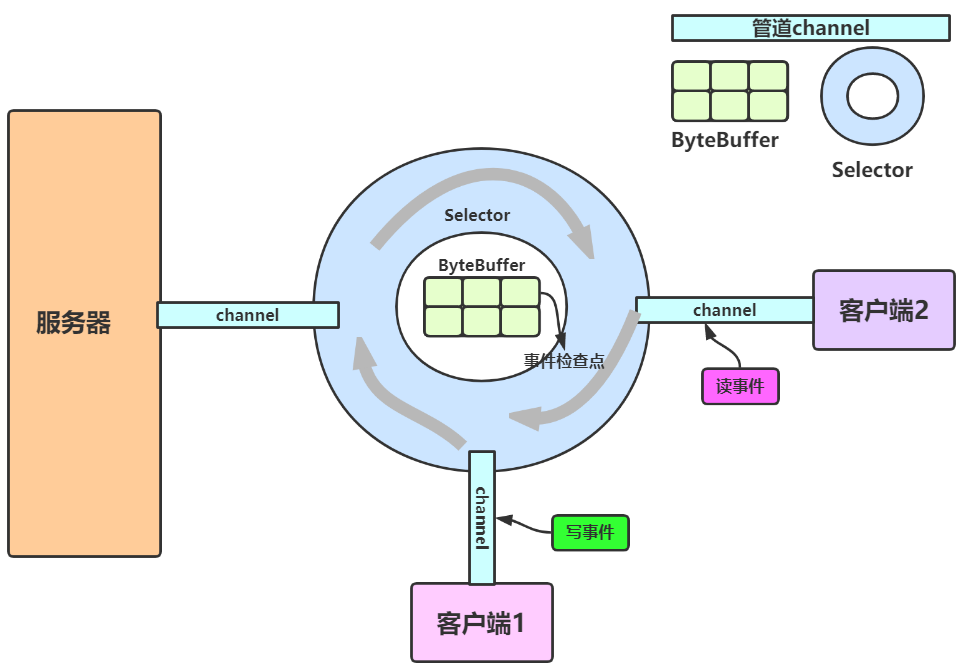 管道channel
ByteBuffer
Selector
Selector
ByteBuffer
事件检查点
服务器
channel
channel
客户端2
读事件
channel
写事件
客户端1